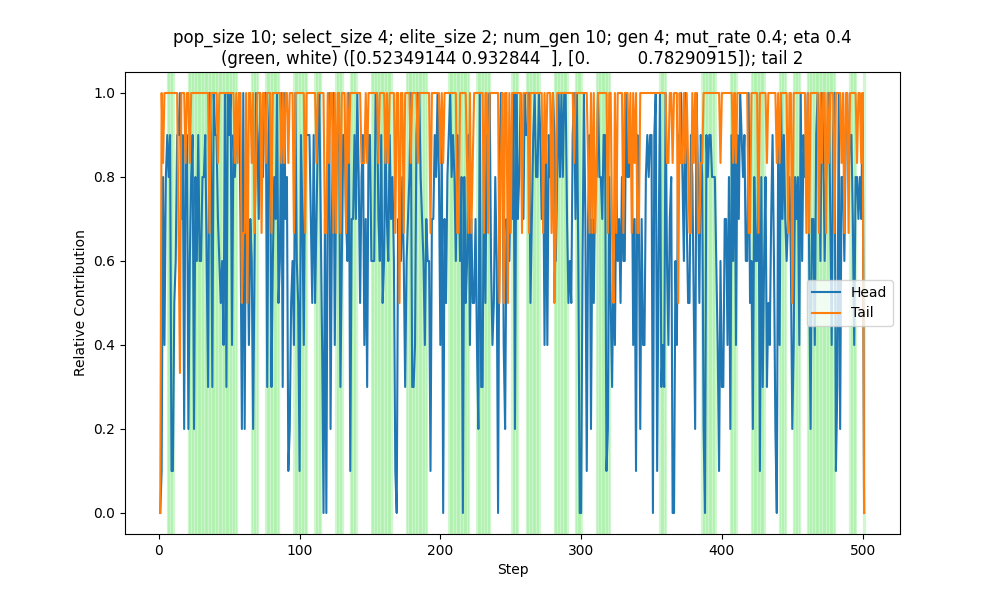 pop_size 10; select_size 4; elite_size 2; num_gen 10; gen 4; mut_rate 0.4; eta 0.4
(green, white) ([0.52349144 0.932844  ], [0.         0.78290915]); tail 2
Relative Contribution
1.0
0.8
0.6
0.4
0.2
0.0
Head
Tail
0
100
200
300
400
500
Step